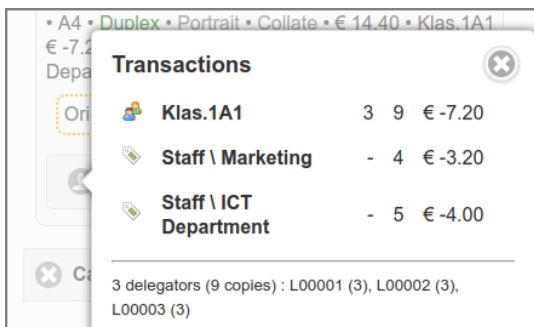 • A4 • Duplex • Portrait • Collate • € 14.40 • Klas.1A1
€ -7.2
Depa
Transactions
Ori
Klas.1A1 3 9 € -7.20
Staff \ Marketing - 4 € -3.20
Staff \ ICT
Department - 5 € -4.00
Ca
3 delegators (9 copies) : L00001 (3), L00002 (3),
L00003 (3)